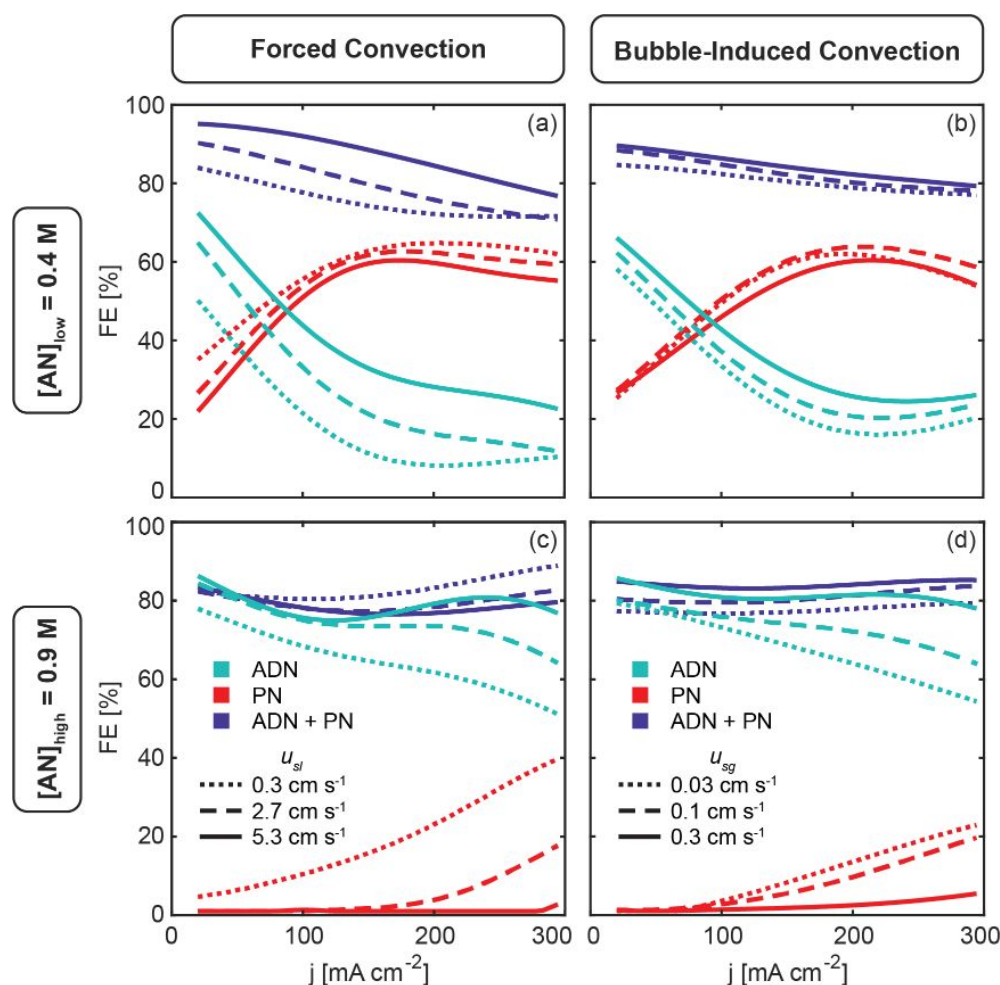 Forced Convection
Bubble-Induced Convection
[AN]low = 0.4 M
FE [%]
100
80
60
40
20
0
(a)
(b)
[AN]high = 0.9 M
FE [%]
100
80
60
40
20
0
(c)
ADN
PN
ADN + PN
usl
0.3 cm s⁻¹
2.7 cm s⁻¹
5.3 cm s⁻¹
0
100
200
300
j [mA cm⁻²]
(d)
ADN
PN
ADN + PN
usg
0.03 cm s⁻¹
0.1 cm s⁻¹
0.3 cm s⁻¹
0
100
200
300
j [mA cm⁻²]